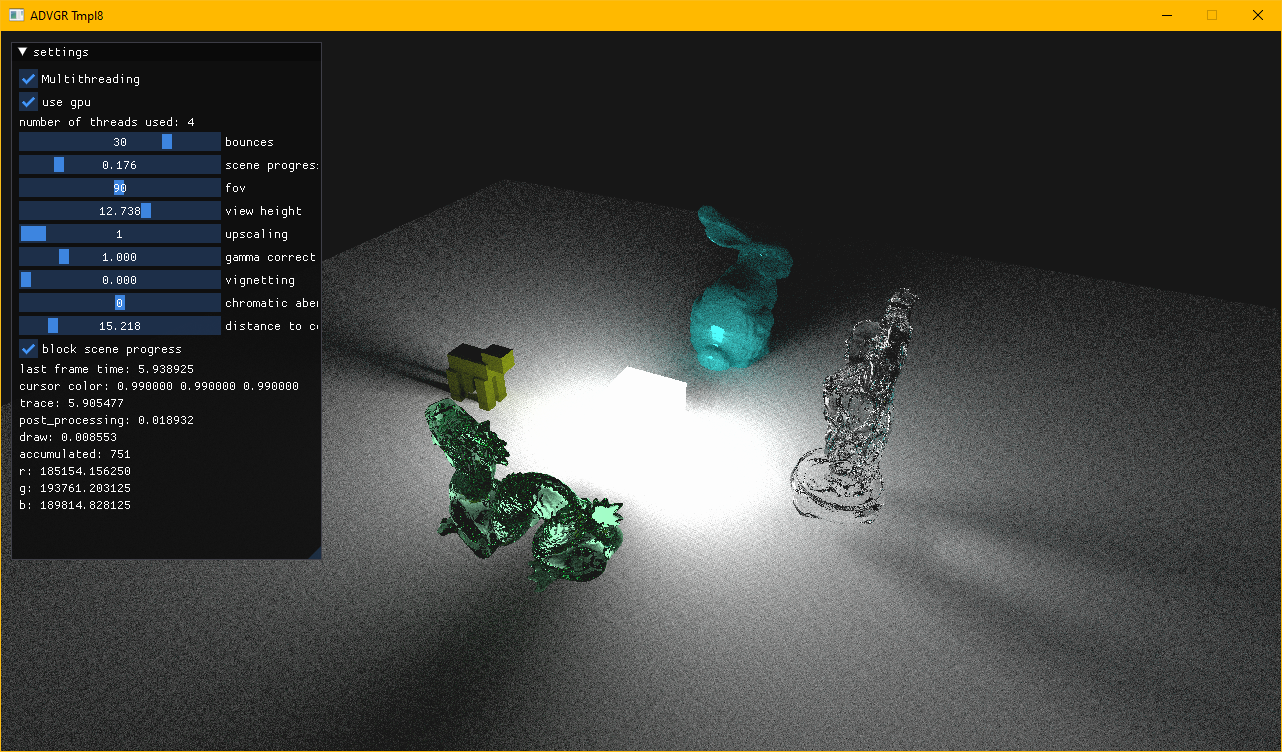 ADVGR Tmpl8
settings
Multithreading
use gpu
number of threads used: 4
30 bounces
0.176 scene progres
90 fov
12.738 view height
1 upscaling
1.000 gamma correct
0.000 vignetting
0 chromatic abe
15.218 distance to c
block scene progress
last frame time: 5.938925
cursor color: 0.990000 0.990000 0.990000
trace: 5.905477
post_processing: 0.018932
draw: 0.008553
accumulated: 751
r: 185154.156250
g: 193761.203125
b: 189814.828125